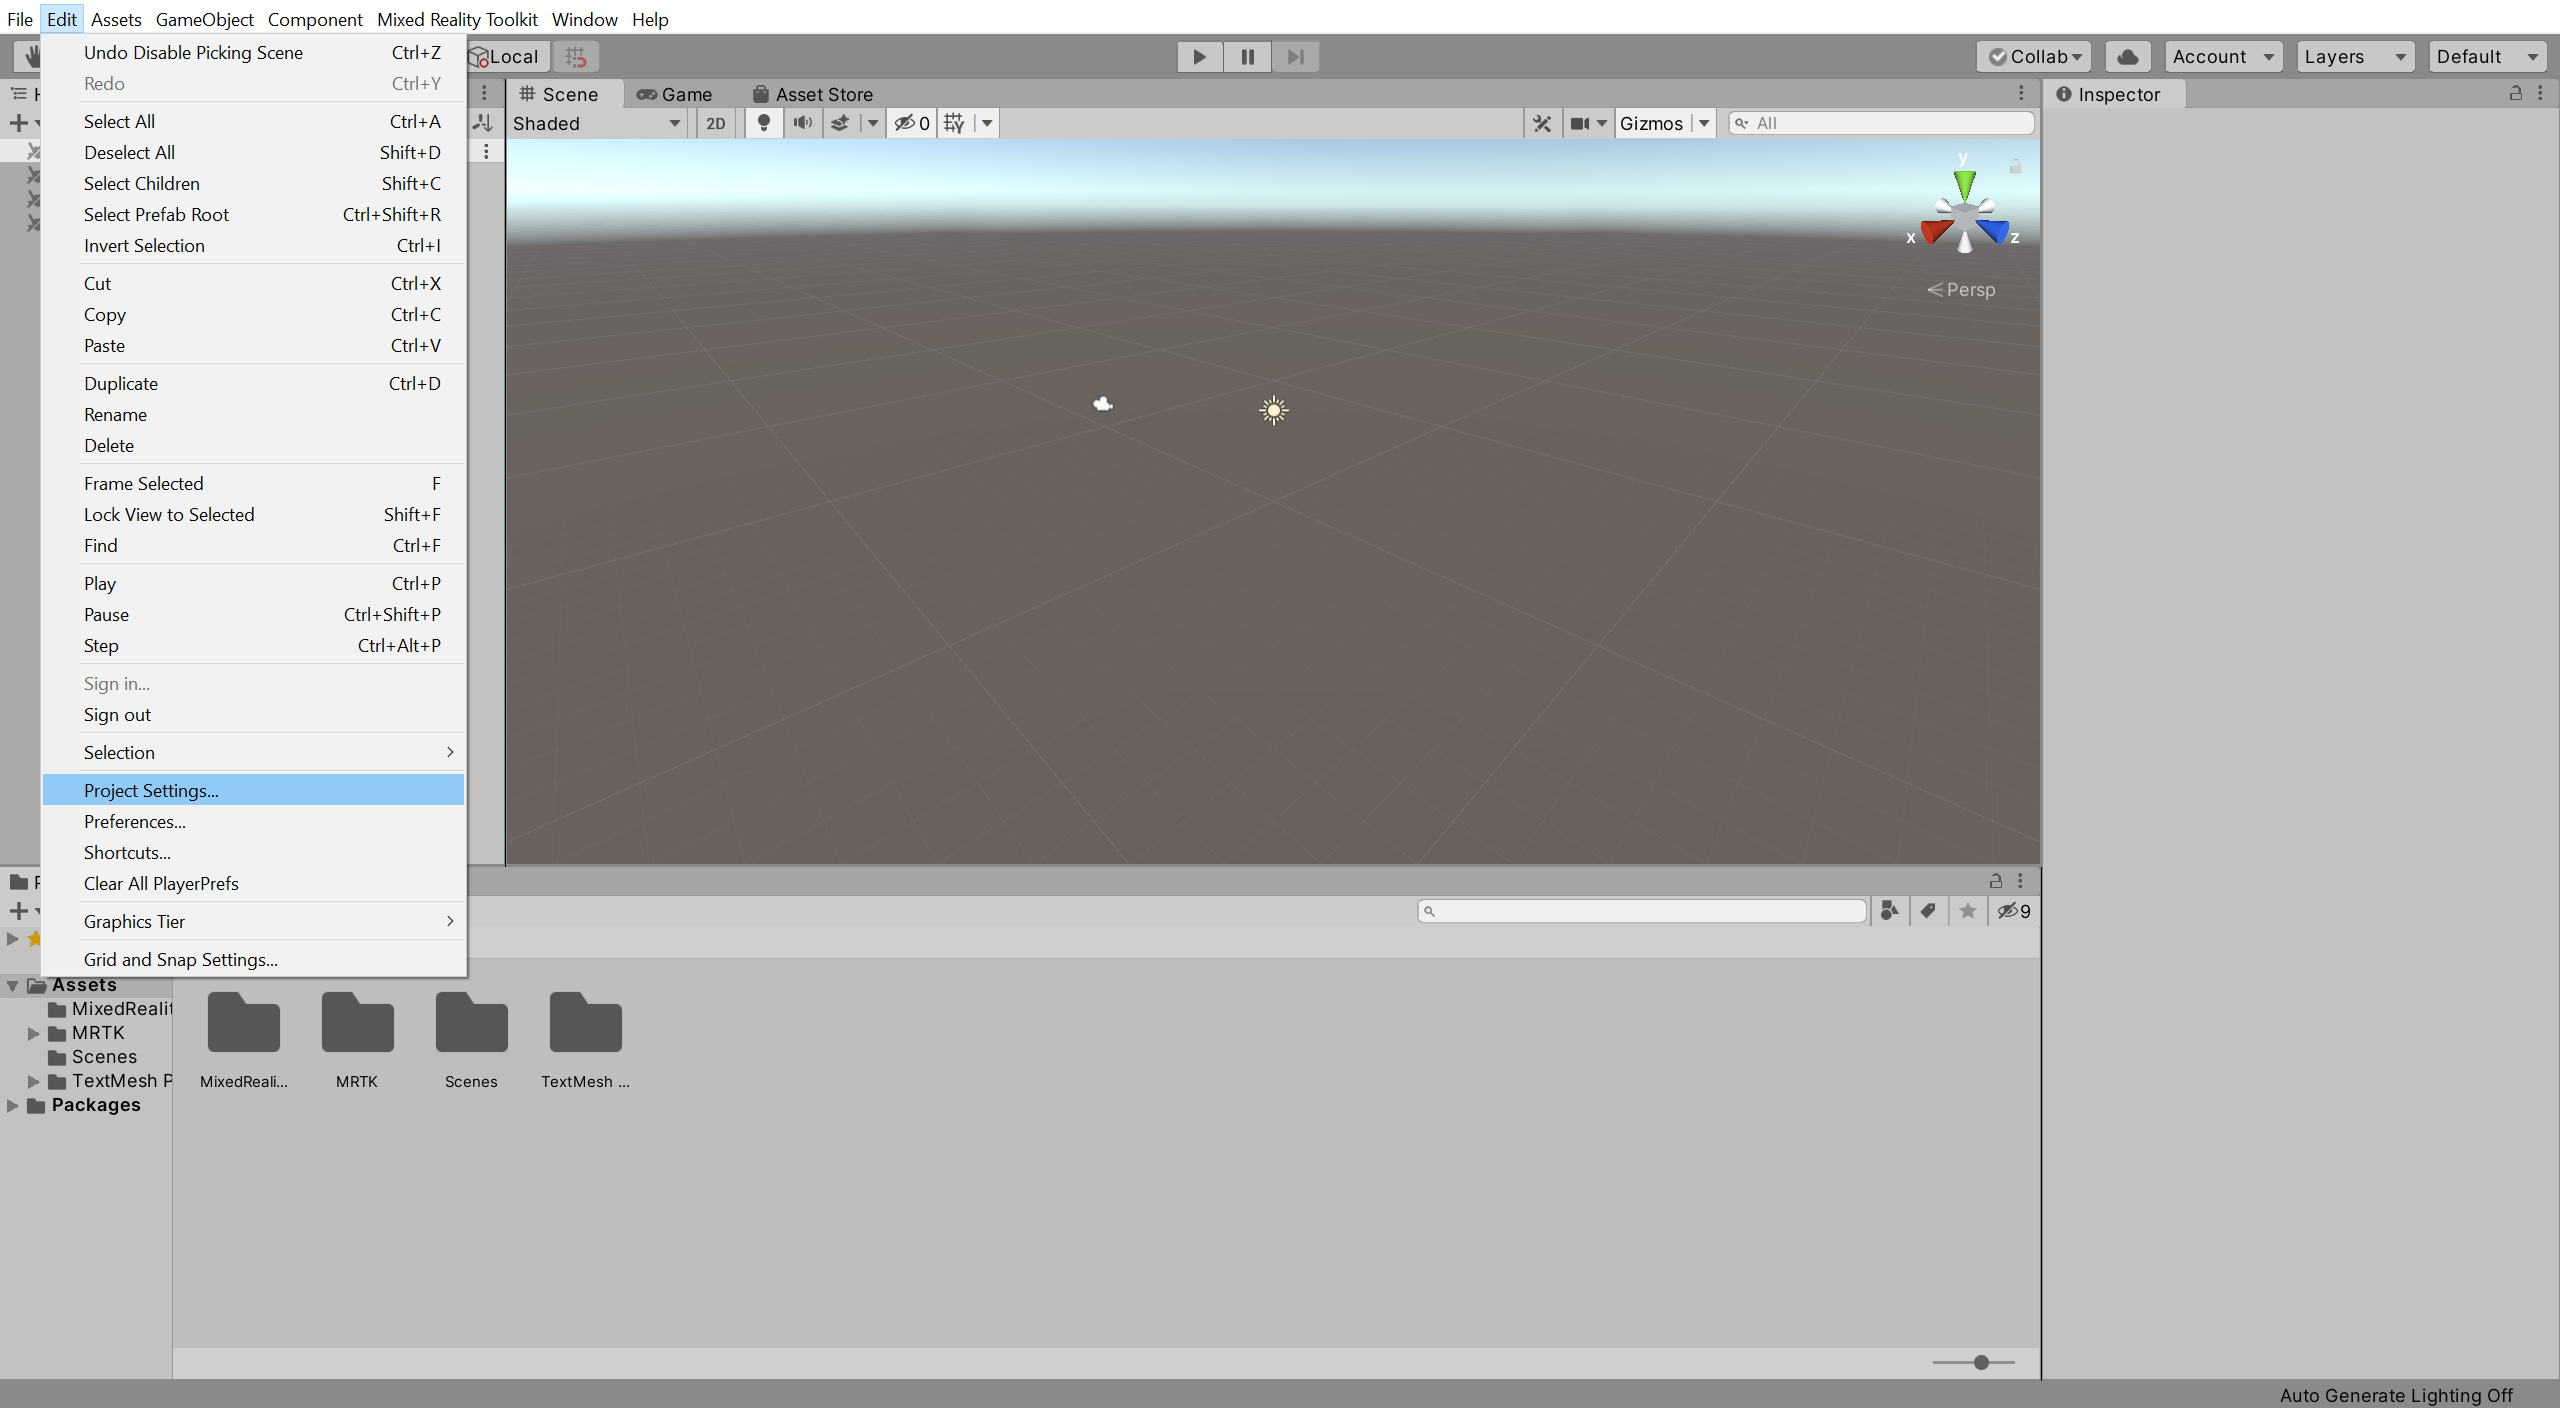 File Edit Assets GameObject Component Mixed Reality Toolkit Window Help
Undo Disable Picking Scene Ctrl+Z
Redo Ctrl+Y
Select All Ctrl+A
Deselect All Shift+D
Select Children Shift+C
Select Prefab Root Ctrl+Shift+R
Invert Selection Ctrl+I
Cut Ctrl+X
Copy Ctrl+C
Paste Ctrl+V
Duplicate Ctrl+D
Rename
Delete
Frame Selected F
Lock View to Selected Shift+F
Find Ctrl+F
Play Ctrl+P
Pause Ctrl+Shift+P
Step Ctrl+Alt+P
Sign in...
Sign out
Selection
Project Settings...
Preferences...
Shortcuts...
Clear All PlayerPrefs
Graphics Tier
Grid and Snap Settings...
Local
Collab Account Layers Default
Scene Game Asset Store
Shaded 2D 0 Gizmos All
y
x z
Persp
Inspector
9
Assets
MixedRealit
MRTK
Scenes
TextMesh P
Packages
MixedReali... MRTK Scenes TextMesh ...
Auto Generate Lighting Off